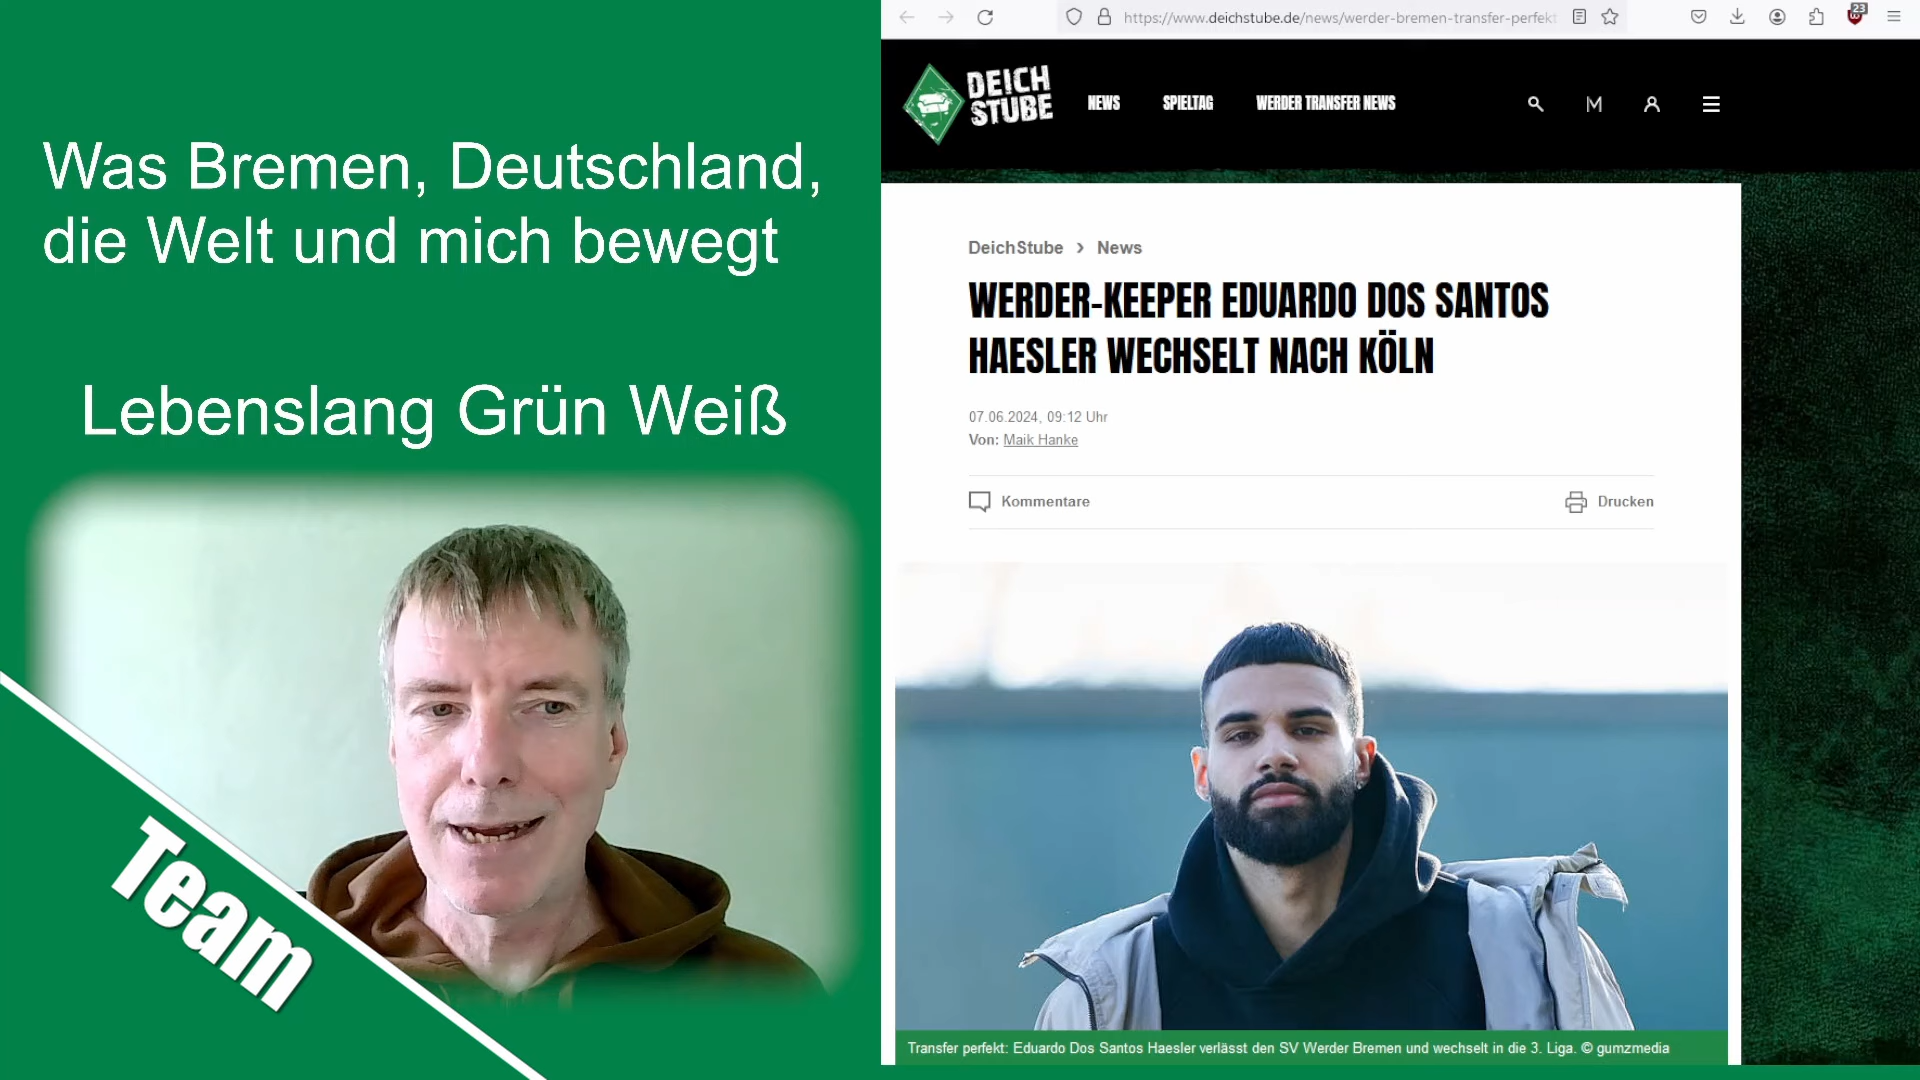 Was Bremen, Deutschland,
die Welt und mich bewegt
Lebenslang Grün Weiß
Team
https://www.deichstube.de/news/werder-bremen-transfer-perfekt
23
DEICH
STUBE
NEWS SPIELTAG WERDER TRANSFER NEWS
M
DeichStube › News
WERDER-KEEPER EDUARDO DOS SANTOS
HAESLER WECHSELT NACH KÖLN
07.06.2024, 09:12 Uhr
Von: Maik Hanke
Kommentare Drucken
Transfer perfekt: Eduardo Dos Santos Haesler verlässt den SV Werder Bremen und wechselt in die 3. Liga. © gumzmedia